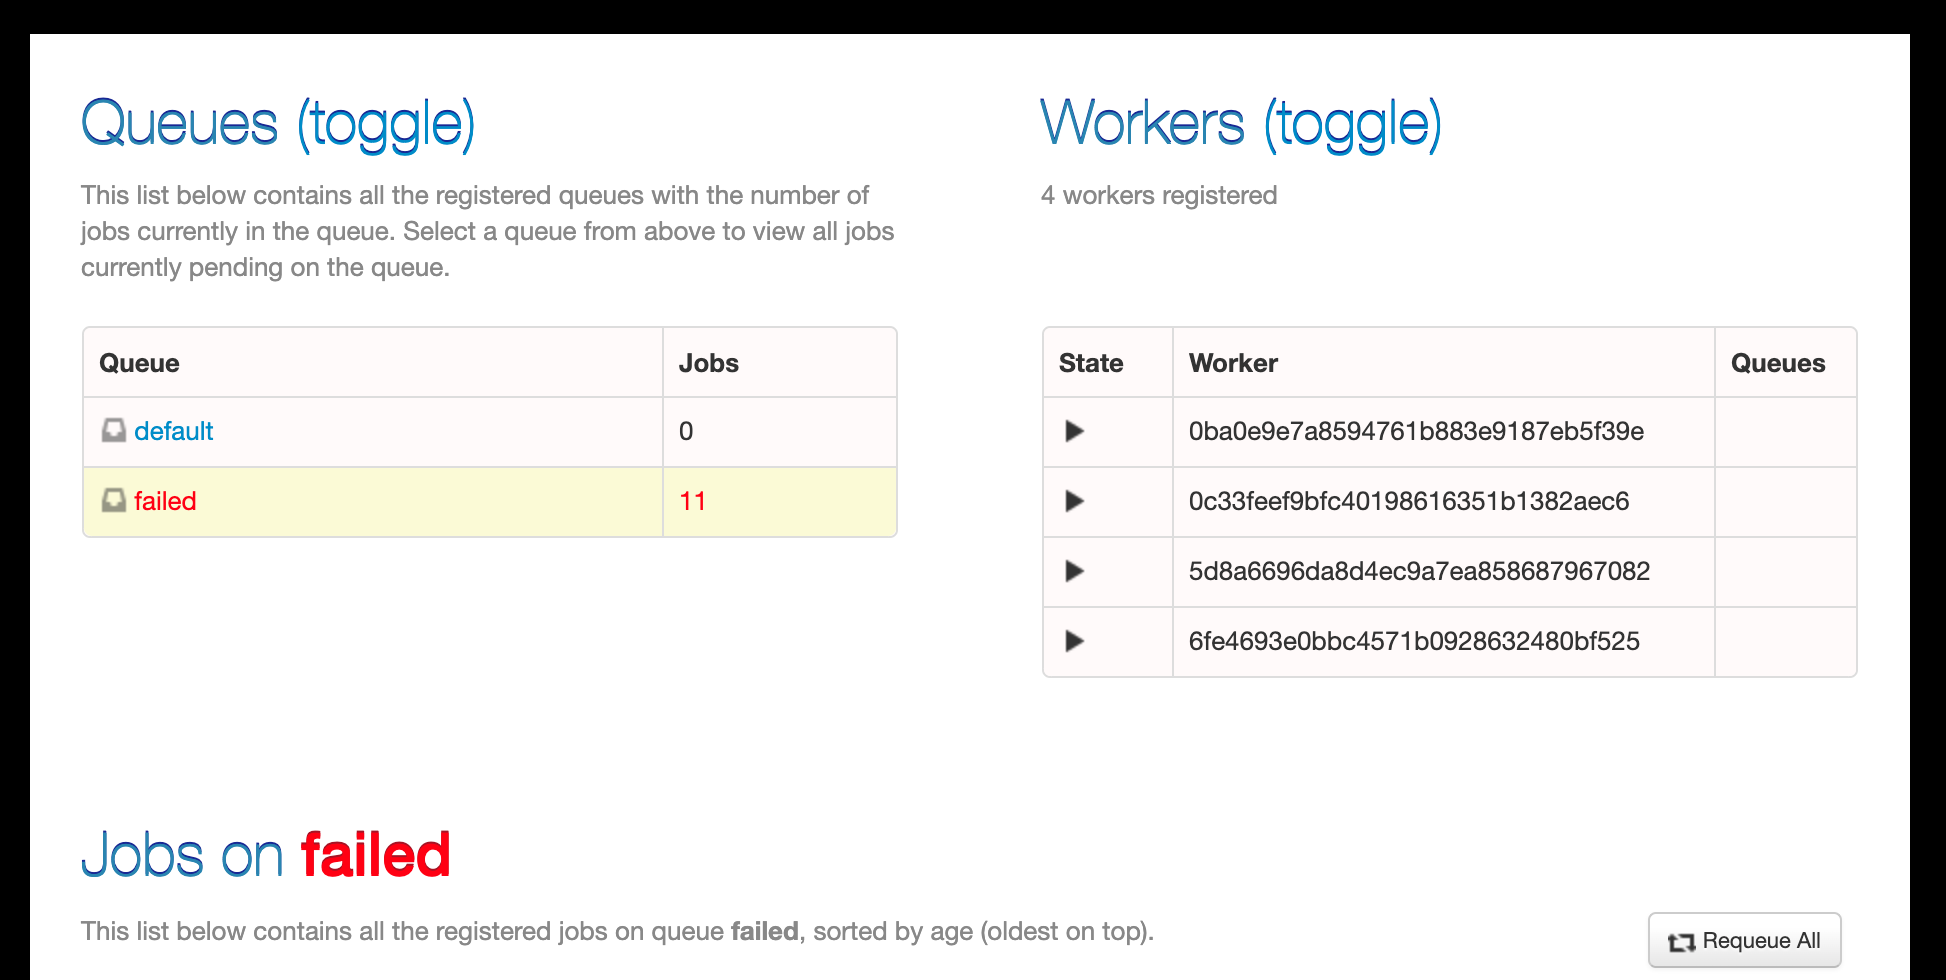 Queues (toggle)
This list below contains all the registered queues with the number of
jobs currently in the queue. Select a queue from above to view all jobs
currently pending on the queue.
Queue Jobs
default 0
failed 11
Workers (toggle)
4 workers registered
State Worker Queues
0ba0e9e7a8594761b883e9187eb5f39e
0c33feef9bfc40198616351b1382aec6
5d8a6696da8d4ec9a7ea858687967082
6fe4693e0bbc4571b0928632480bf525
Jobs on failed
This list below contains all the registered jobs on queue failed, sorted by age (oldest on top).
Requeue All